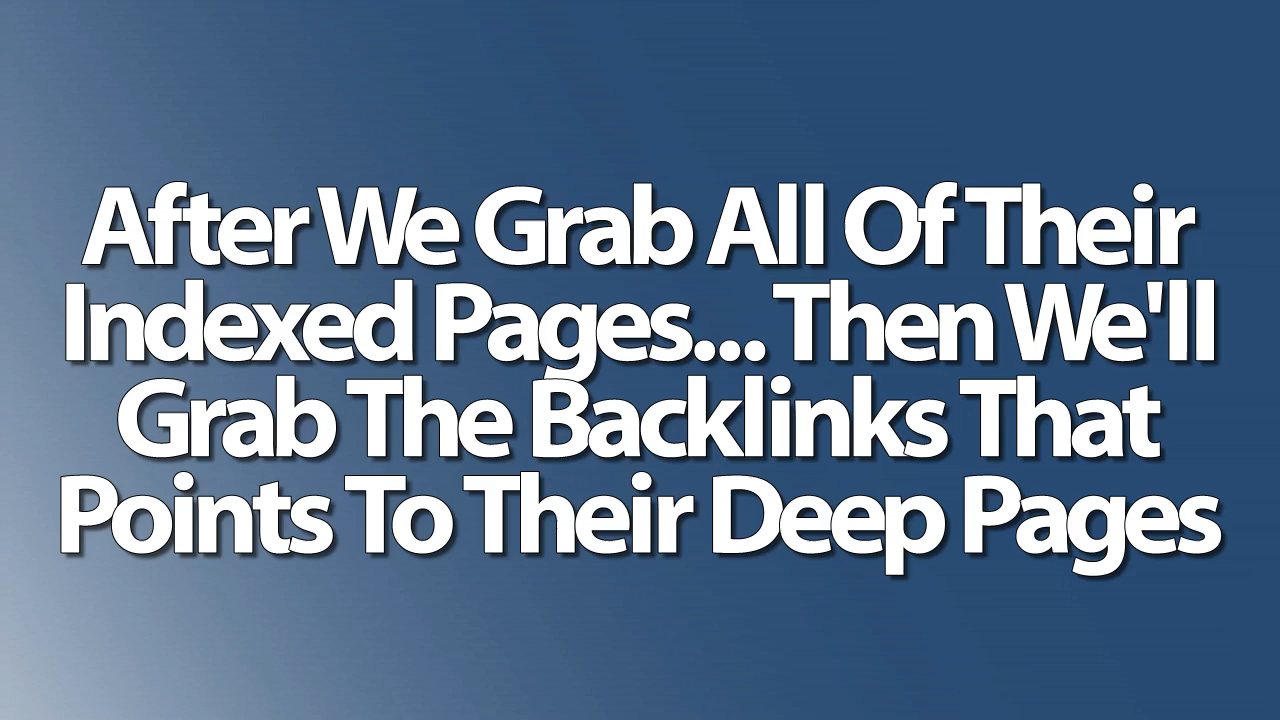 After We Grab All Of Their
Indexed Pages... Then We'll
Grab The Backlinks That
Points To Their Deep Pages